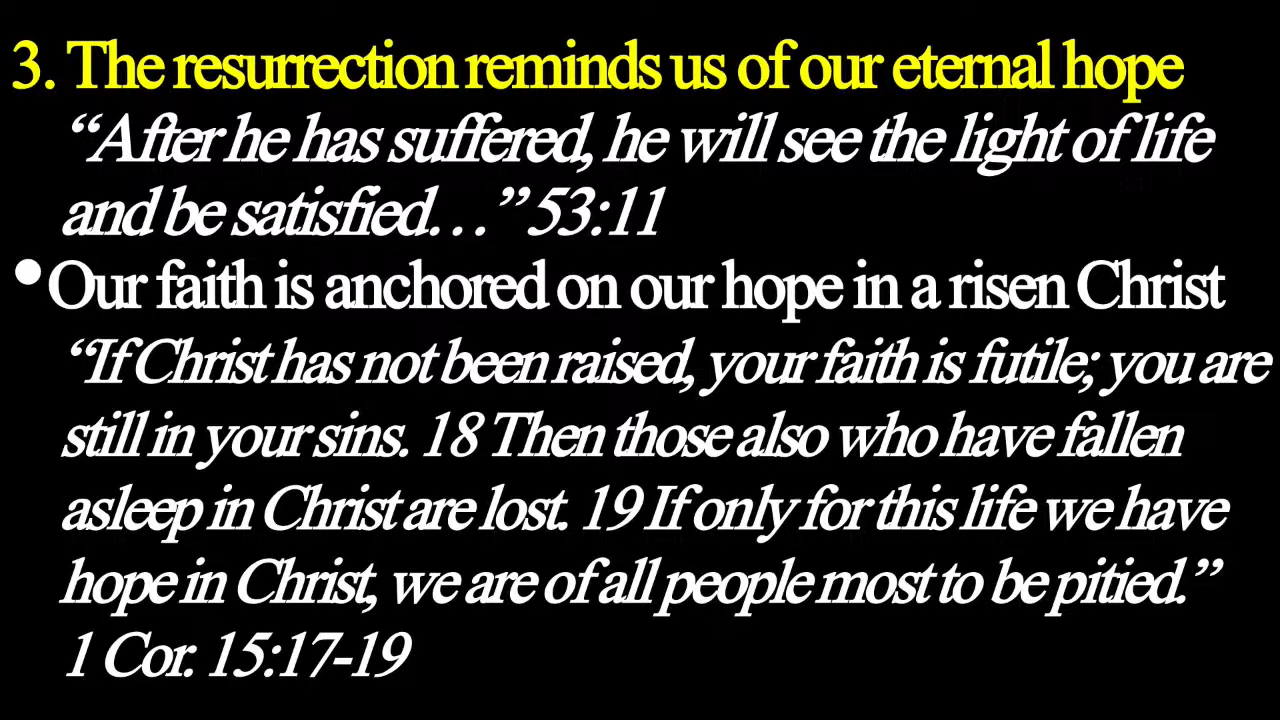 3. The resurrection reminds us of our eternal hope
“After he has suffered, he will see the light of life
and be satisfied…” 53:11
•Our faith is anchored on our hope in a risen Christ
“If Christ has not been raised, your faith is futile; you are
still in your sins. 18 Then those also who have fallen
asleep in Christ are lost. 19 If only for this life we have
hope in Christ, we are of all people most to be pitied.”
1 Cor. 15:17-19